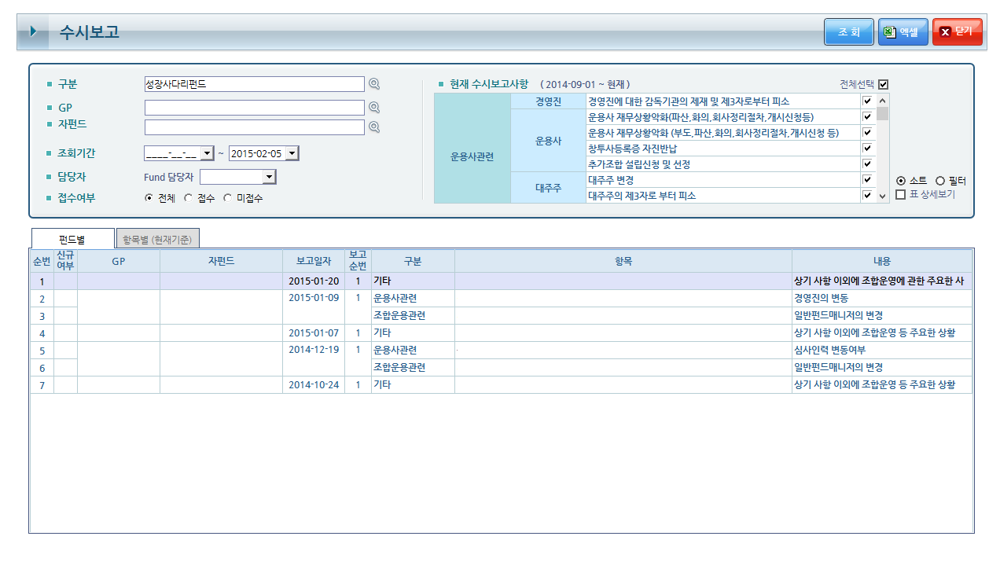 수시보고
조 회 엑셀 닫기
구분 성장사다리펀드
GP
자펀드
조회기간 ____-__-__ ~ 2015-02-05
담당자 Fund 담당자
접수여부 전체 접수 미접수
현재 수시보고사항 ( 2014-09-01 ~ 현재 ) 전체선택
운용사관련
경영진 경영진에 대한 감독기관의 제재 및 제3자로부터 피소
운용사 운용사 재무상황악화(파산,화의,회사정리절차,개시신청등)
운용사 재무상황악화 (부도,파산,화의,회사정리절차,개시신청 등)
창투사등록증 자진반납
추가조합 설립신청 및 선정
대주주 대주주 변경
대주주의 제3자로 부터 피소
소트 필터
표 상세보기
펀드별 항목별 (현재기준)
순번 신규여부 GP 자펀드 보고일자 보고순번 구분 항목 내용
1 2015-01-20 1 기타 상기 사항 이외에 조합운영에 관한 주요한 사
2 2015-01-09 1 운용사관련 경영진의 변동
3 조합운용관련 일반펀드매니저의 변경
4 2015-01-07 1 기타 상기 사항 이외에 조합운영 등 주요한 상황
5 2014-12-19 1 운용사관련 심사인력 변동여부
6 조합운용관련 일반펀드매니저의 변경
7 2014-10-24 1 기타 상기 사항 이외에 조합운영 등 주요한 상황